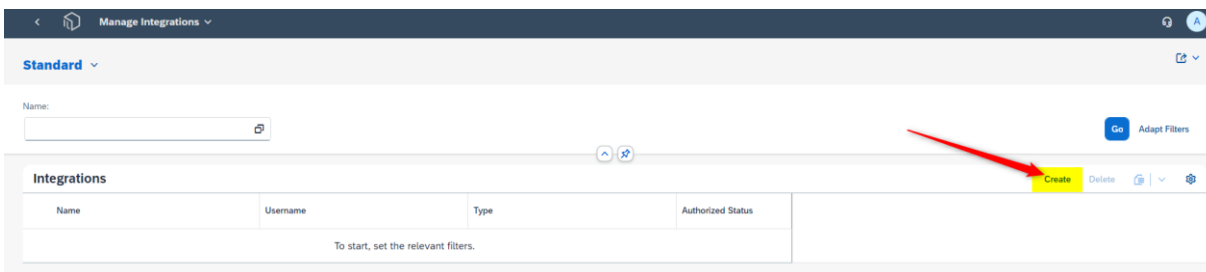 Manage Integrations
A
Standard
Name:
Go Adapt Filters
Integrations
Create Delete
Name Username Type Authorized Status
To start, set the relevant filters.